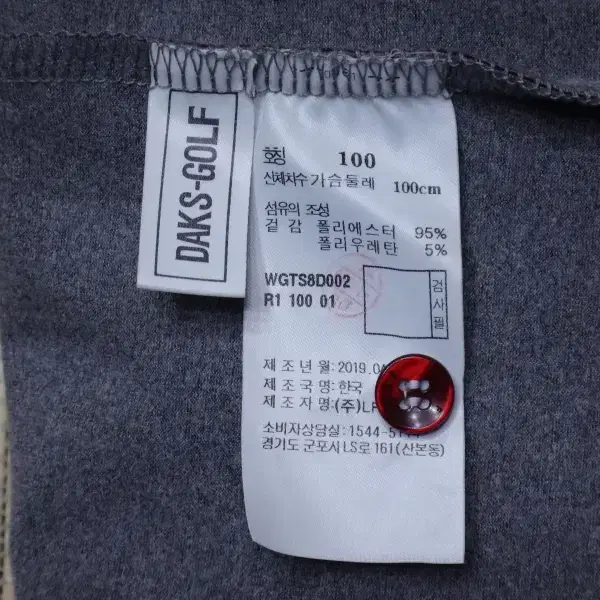 DAKS-GOLF
호칭 100
신체치수 가슴둘레 100cm
섬유의 조성
겉감 폴리에스터 95%
폴리우레탄 5%
WGTS8D002
R1 100 01
검사필
제조년월: 2019.0
제조국명: 한국
제조자명: (주)LF
소비자상담실: 1544-51
경기도 군포시 LS로 161(산본동)